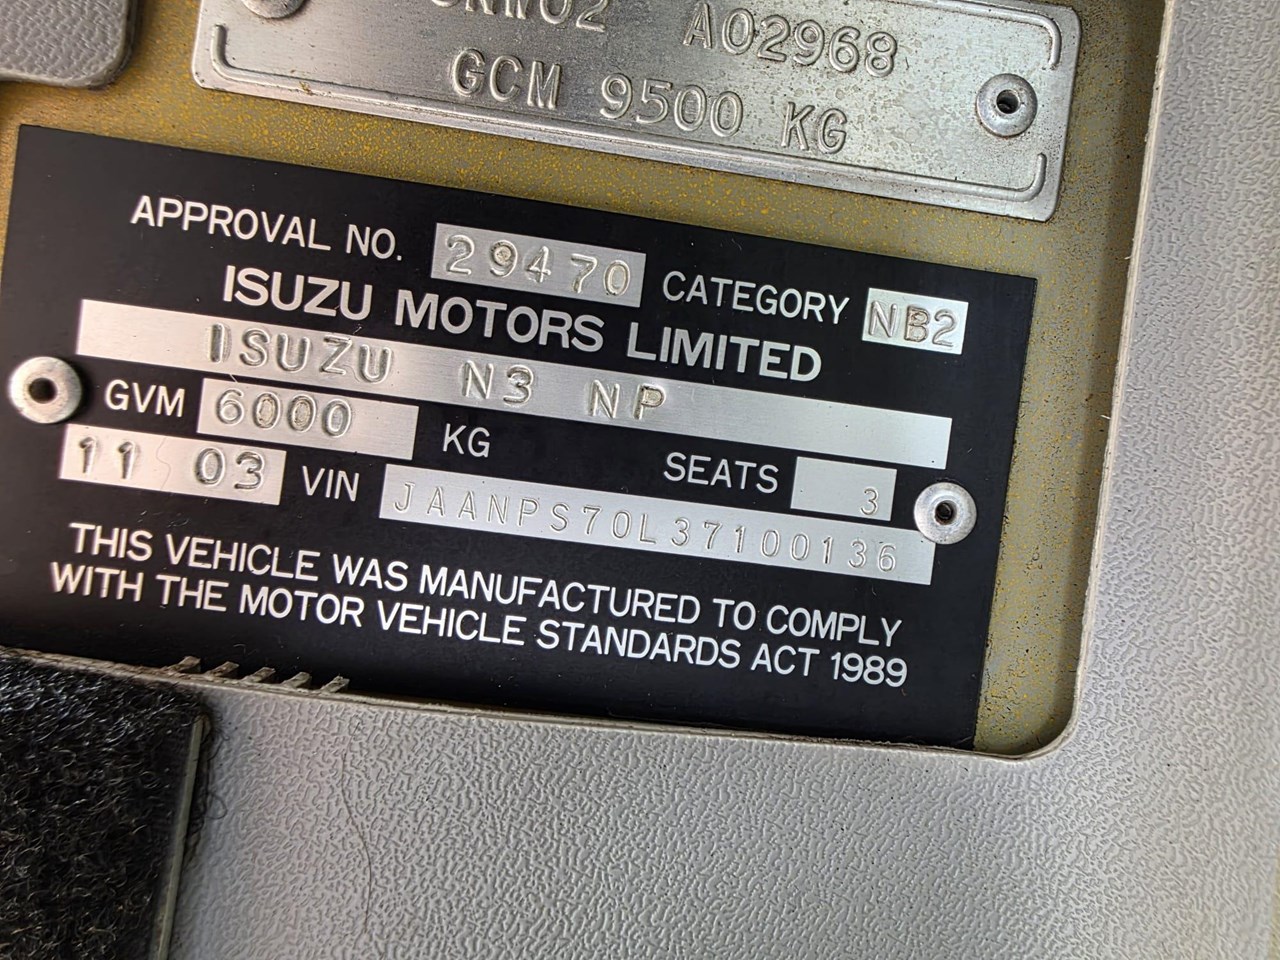 A02968
GCM 9500 KG
APPROVAL NO. 29470 CATEGORY NB2
ISUZU MOTORS LIMITED
ISUZU N3 NP
GVM 6000 KG SEATS 3
11 03 VIN JAANPS70L37100136
THIS VEHICLE WAS MANUFACTURED TO COMPLY
WITH THE MOTOR VEHICLE STANDARDS ACT 1989